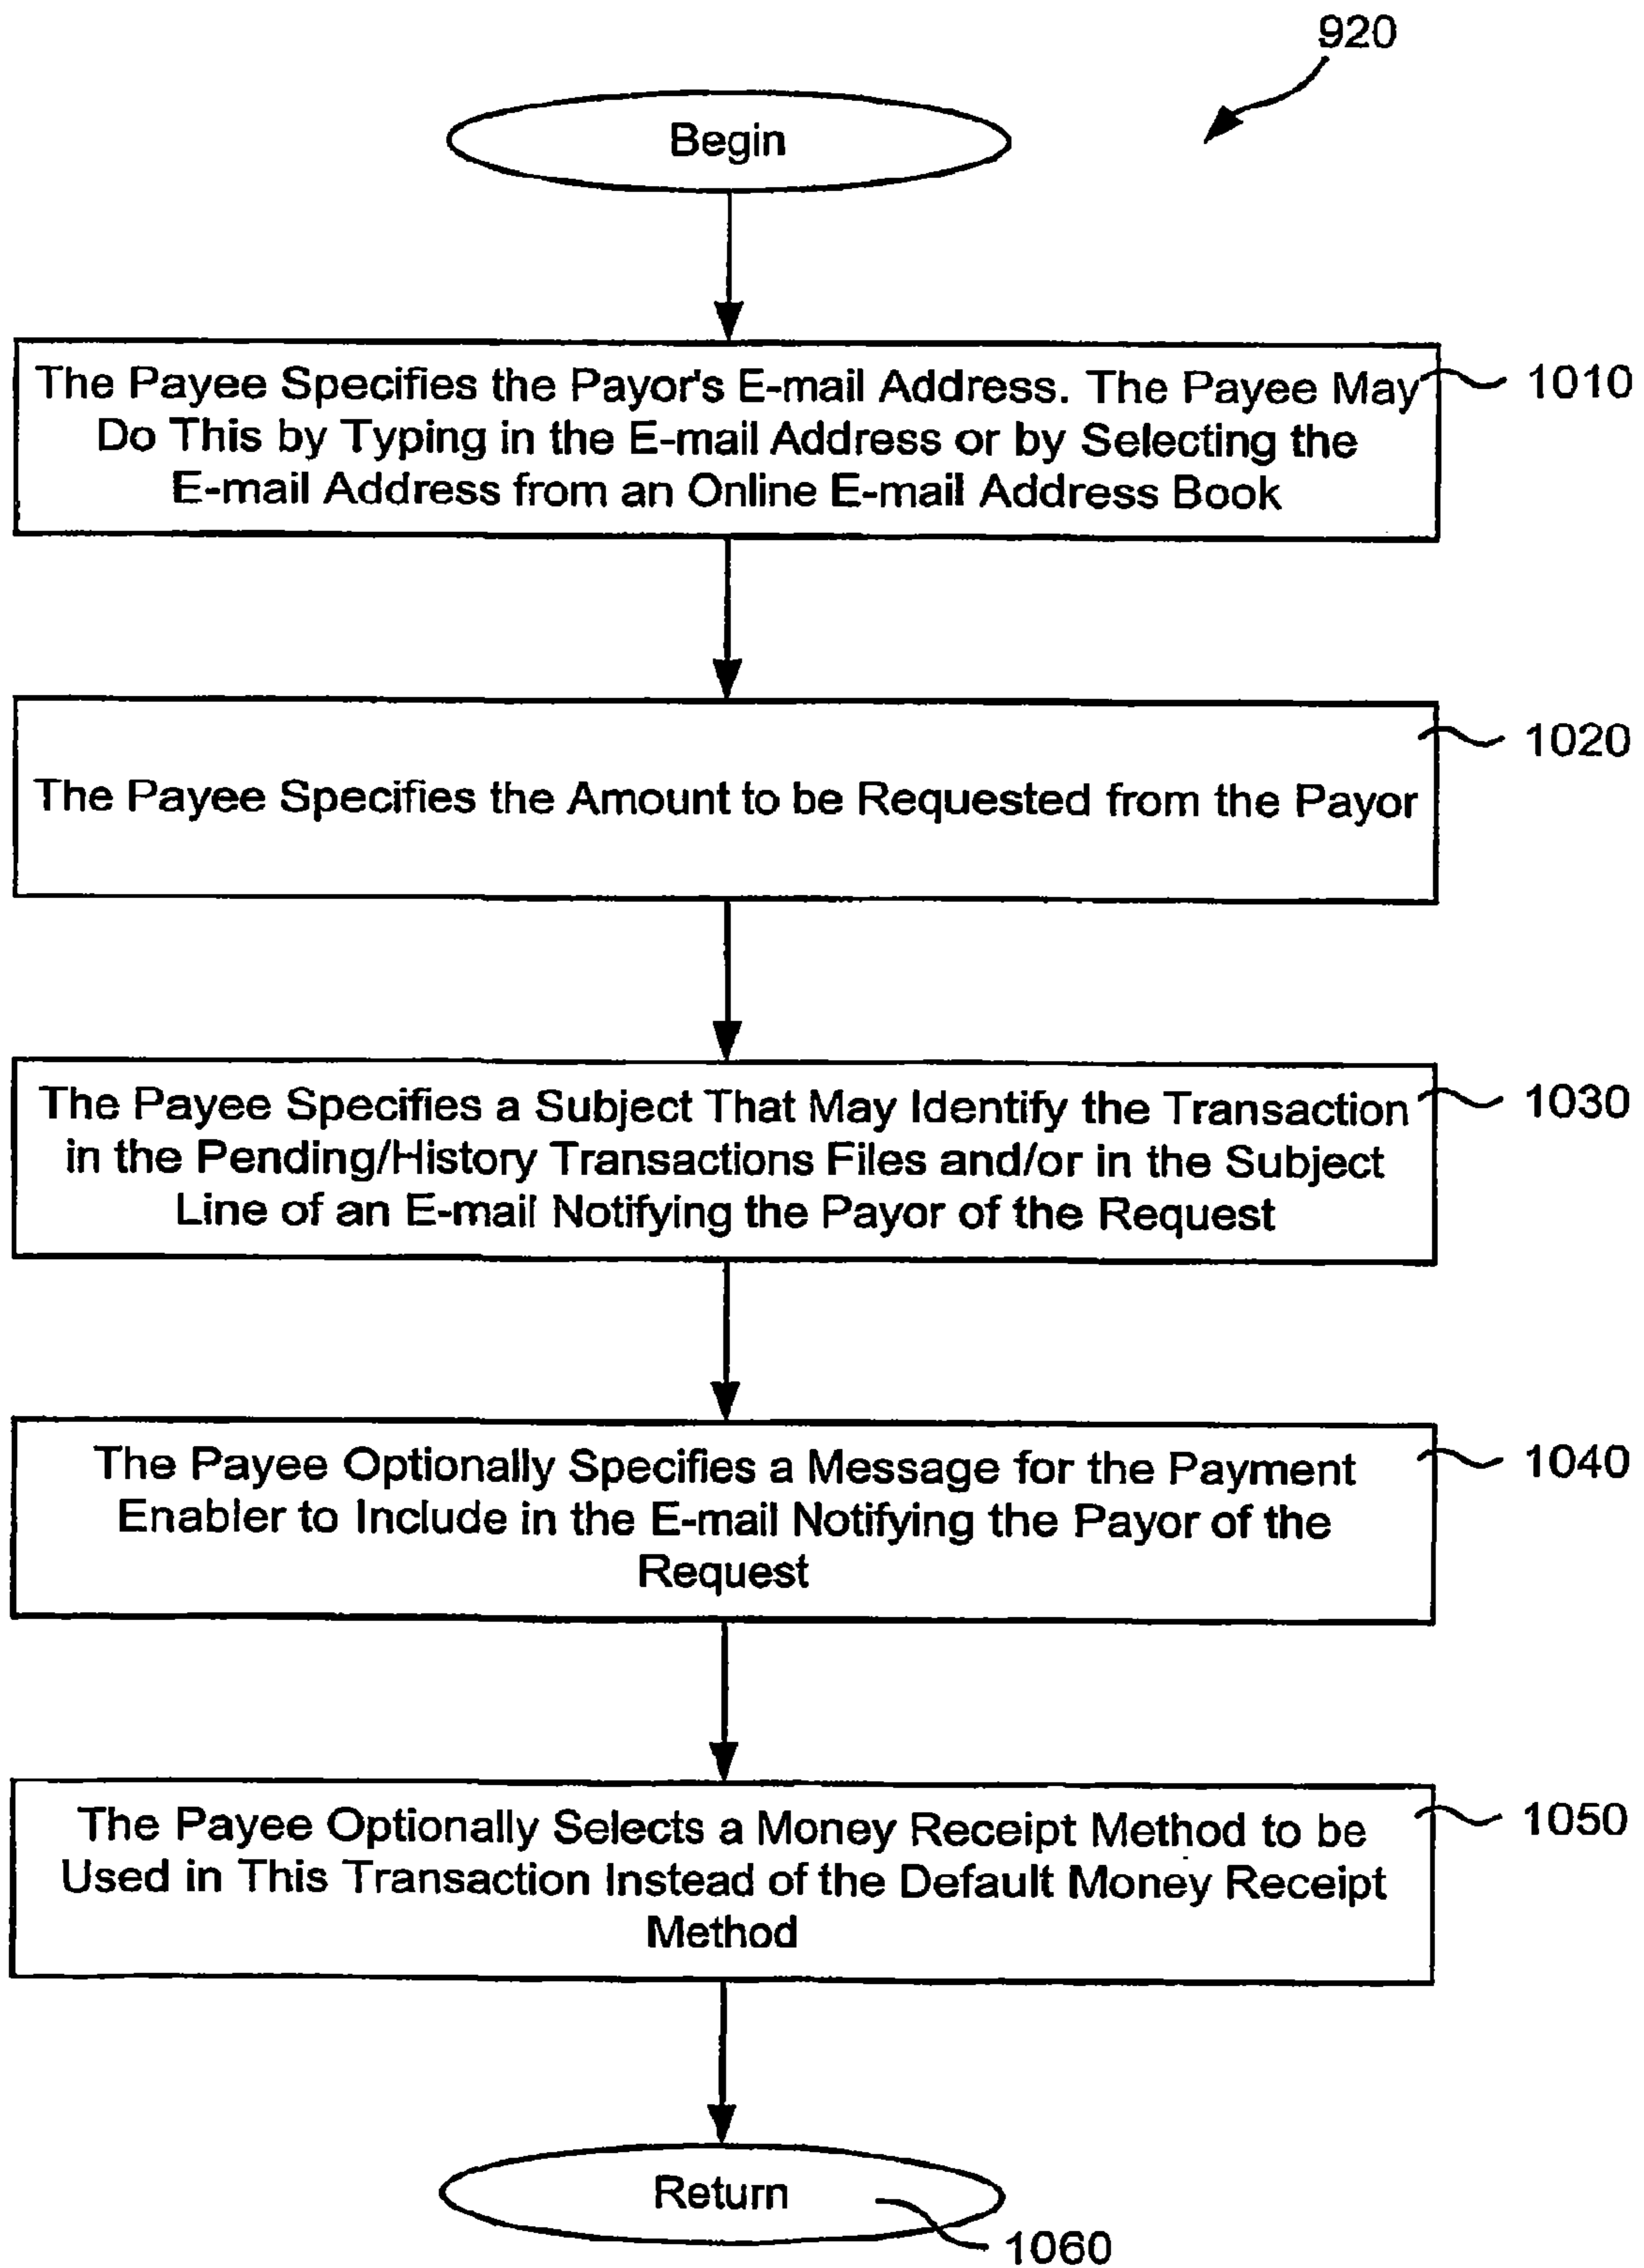 920
Begin
The Payee Specifies the Payor's E-mail Address. The Payee May
Do This by Typing in the E-mail Address or by Selecting the
E-mail Address from an Online E-mail Address Book
1010
The Payee Specifies the Amount to be Requested from the Payor
1020
The Payee Specifies a Subject That May Identify the Transaction
in the Pending/History Transactions Files and/or in the Subject
Line of an E-mail Notifying the Payor of the Request
1030
The Payee Optionally Specifies a Message for the Payment
Enabler to Include in the E-mail Notifying the Payor of the
Request
1040
The Payee Optionally Selects a Money Receipt Method to be
Used in This Transaction Instead of the Default Money Receipt
Method
1050
Return
1060